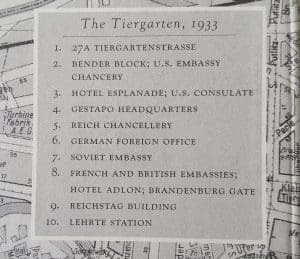 The Tiergarten, 1933
1. 27A TIERGARTENSTRASSE
2. BENDER BLOCK; U.S. EMBASSY
CHANCERY
3. HOTEL ESPLANADE; U.S. CONSULATE
4. GESTAPO HEADQUARTERS
5. REICH CHANCELLERY
6. GERMAN FOREIGN OFFICE
7. SOVIET EMBASSY
8. FRENCH AND BRITISH EMBASSIES;
HOTEL ADLON; BRANDENBURG GATE
9. REICHSTAG BUILDING
10. LEHRTE STATION
Turbine
Fabrik
A.E.G.